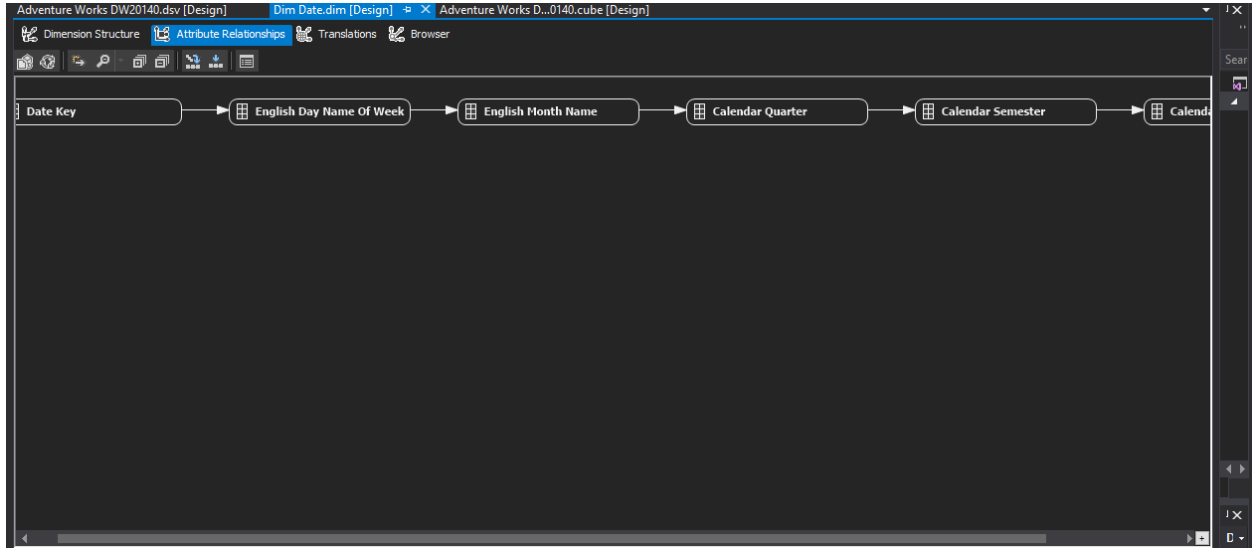 Adventure Works DW20140.dsv [Design] Dim Date.dim [Design] Adventure Works D...0140.cube [Design]
Dimension Structure Attribute Relationships Translations Browser
Sear
Date Key English Day Name Of Week English Month Name Calendar Quarter Calendar Semester Calenda
D